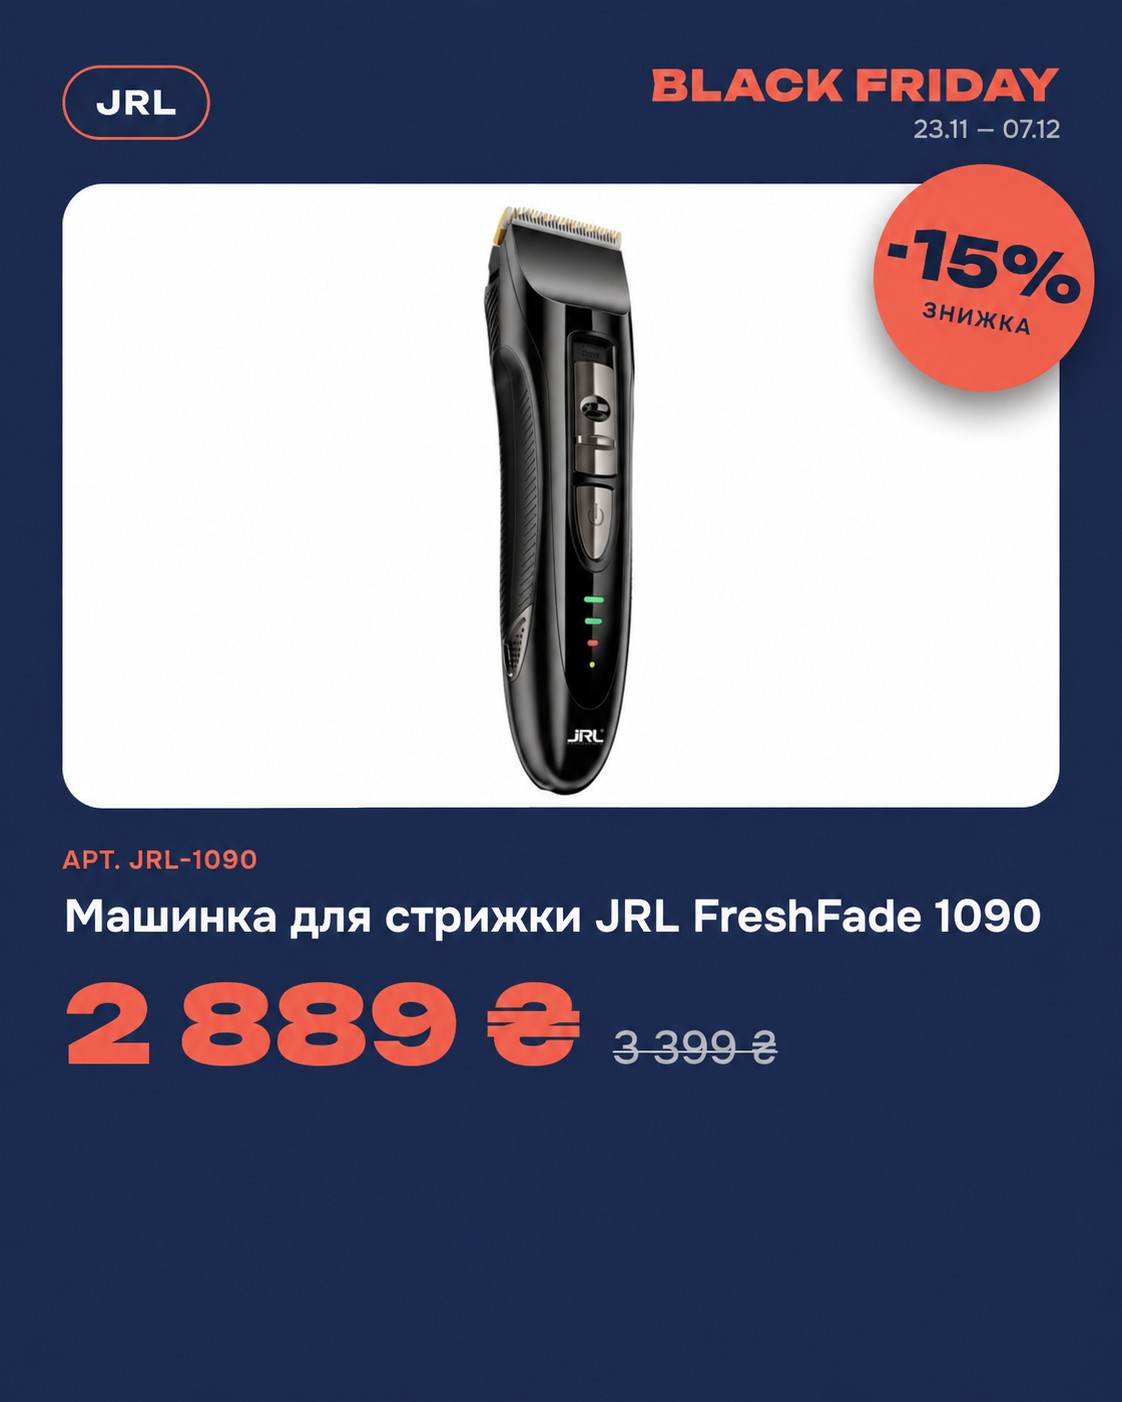 JRL
BLACK FRIDAY
23.11 – 07.12
-15%
ЗНИЖКА
JRL
АРТ. JRL-1090
Машинка для стрижки JRL FreshFade 1090
2 889 ₴
3 399 ₴